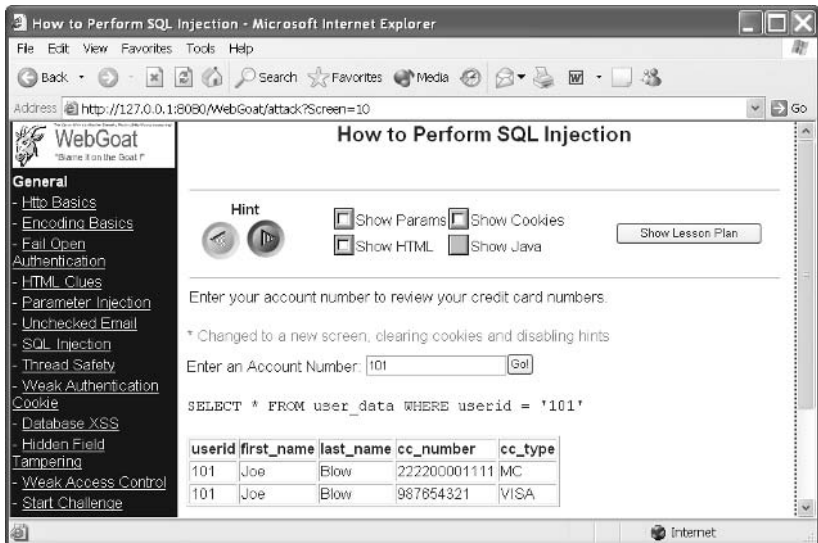 How to Perform SQL Injection - Microsoft Internet Explorer
File Edit View Favorites Tools Help
Back Search Favorites Media
Address http://127.0.0.1:8080/WebGoat/attack?Screen=10 Go
WebGoat
"Blame it on the Goat!"
How to Perform SQL Injection
General
- Http Basics
- Encoding Basics
- Fail Open
Authentication
- HTML Clues
- Parameter Injection
- Unchecked Email
- SQL Injection
- Thread Safety
- Weak Authentication
Cookie
- Database XSS
- Hidden Field
Tampering
- Weak Access Control
- Start Challenge
Hint
Show Params Show Cookies
Show HTML Show Java
Show Lesson Plan
Enter your account number to review your credit card numbers.
* Changed to a new screen, clearing cookies and disabling hints
Enter an Account Number: 101 Go!
SELECT * FROM user_data WHERE userid = '101'
userid first_name last_name cc_number cc_type
101 Joe Blow 222200001111 MC
101 Joe Blow 987654321 VISA
Internet